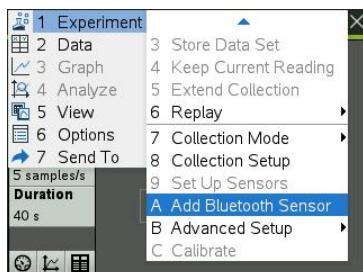 1 Experiment
2 Data
3 Graph
4 Analyze
5 View
6 Options
7 Send To
3 Store Data Set
4 Keep Current Reading
5 Extend Collection
6 Replay
7 Collection Mode
8 Collection Setup
9 Set Up Sensors
A Add Bluetooth Sensor
B Advanced Setup
C Calibrate
5 samples/s
Duration
40 s